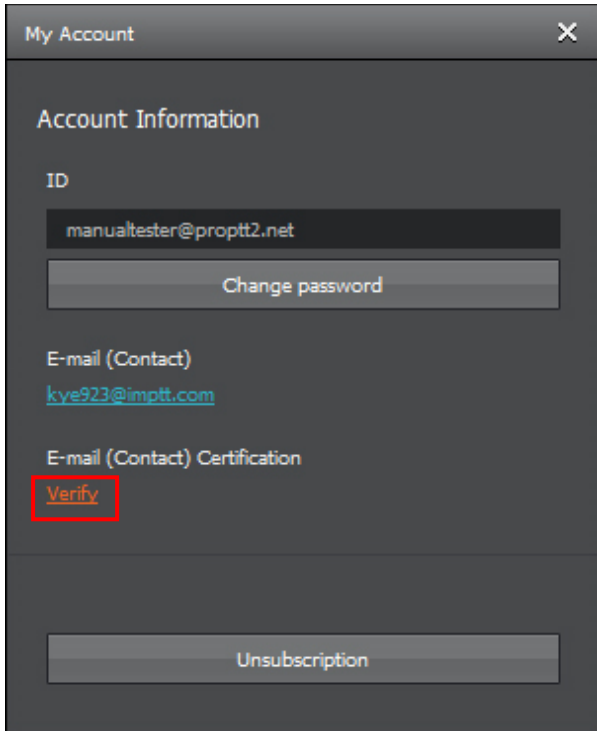 My Account
Account Information
ID
manualtester@proptt2.net
Change password
E-mail (Contact)
kye923@imptt.com
E-mail (Contact) Certification
Verify
Unsubscription